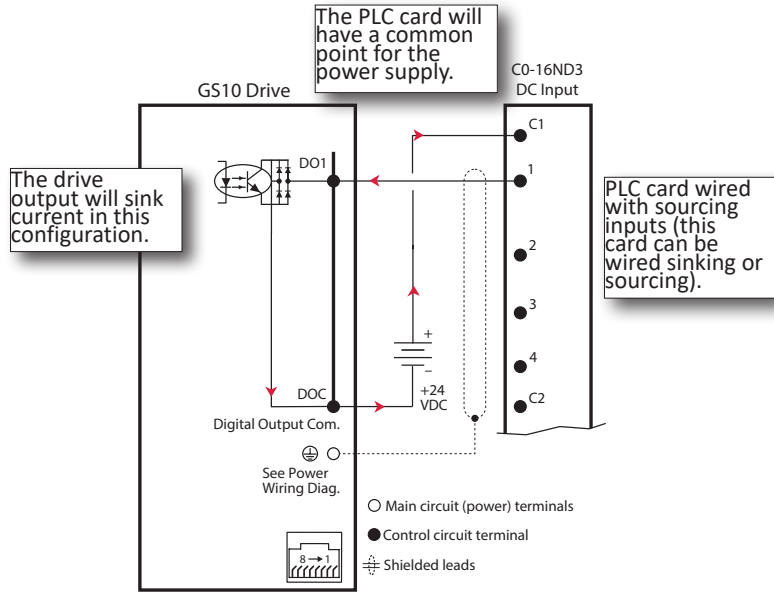 The PLC card will
have a common
point for the
power supply.
C0-16ND3
DC Input
GS10 Drive
C1
DO1
1
The drive
output will sink
current in this
configuration.
PLC card wired
with sourcing
inputs (this
card can be
wired sinking or
sourcing).
2
3
+
4
–
+24
VDC
DOC
C2
Digital Output Com.
See Power
Wiring Diag.
Main circuit (power) terminals
Control circuit terminal
8→1
Shielded leads